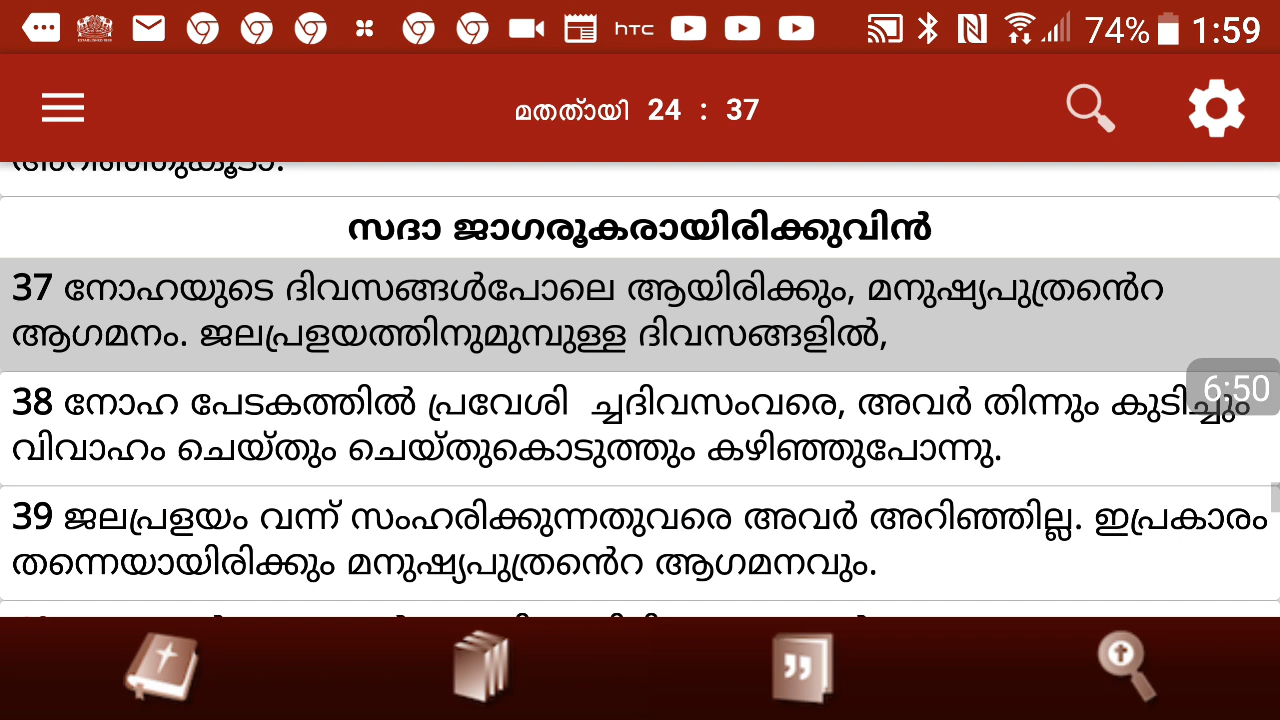 htc 74% 1:59
മതത്ായി 24 : 37
സദാ ജാഗരൂകരായിരിക്കുവിൻ
37 നോഹയുടെ ദിവസങ്ങൾപോലെ ആയിരിക്കും, മനുഷ്യപുത്രൻെറ
ആഗമനം. ജലപ്രളയത്തിനുമുമ്പുള്ള ദിവസങ്ങളിൽ,
6:50
38 നോഹ പേടകത്തിൽ പ്രവേശി ച്ചദിവസംവരെ, അവർ തിന്നും കുടിച്ചും
വിവാഹം ചെയ്തും ചെയ്തുകൊടുത്തും കഴിഞ്ഞുപോന്നു.
39 ജലപ്രളയം വന്ന് സംഹരിക്കുന്നതുവരെ അവർ അറിഞ്ഞില്ല. ഇപ്രകാരം
തന്നെയായിരിക്കും മനുഷ്യപുത്രൻെറ ആഗമനവും.